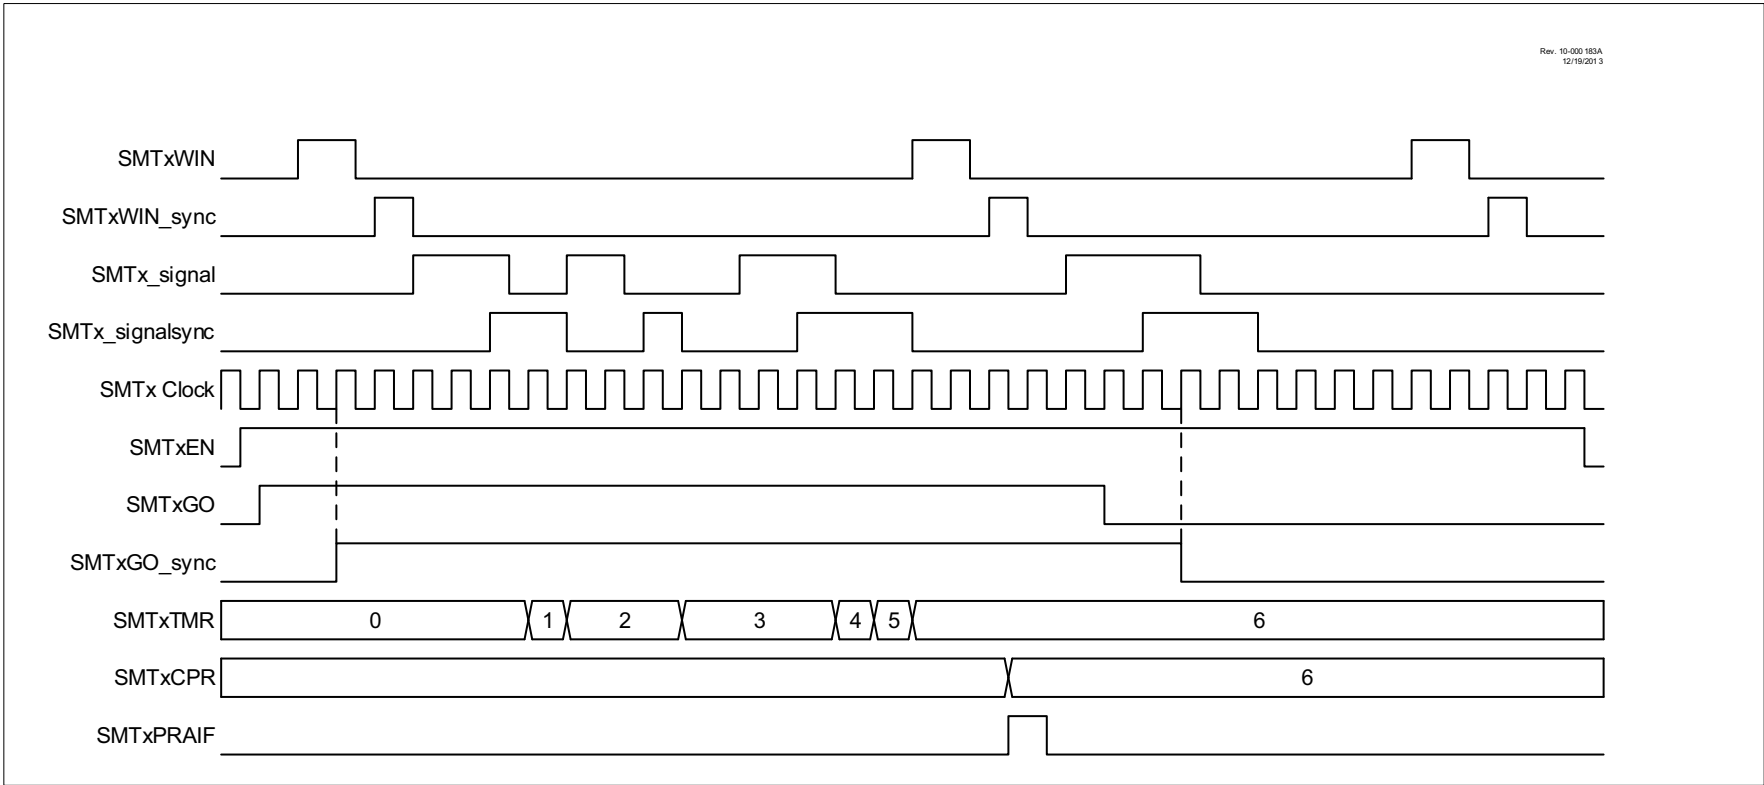 Rev. 10-000 183A
12/19/201 3
SMTxWIN
SMTxWIN_sync
SMTx_signal
SMTx_signalsync
SMTx Clock
SMTxEN
SMTxGO
SMTxGO_sync
SMTxTMR 0 1 2 3 4 5 6
SMTxCPR 6
SMTxPRAIF